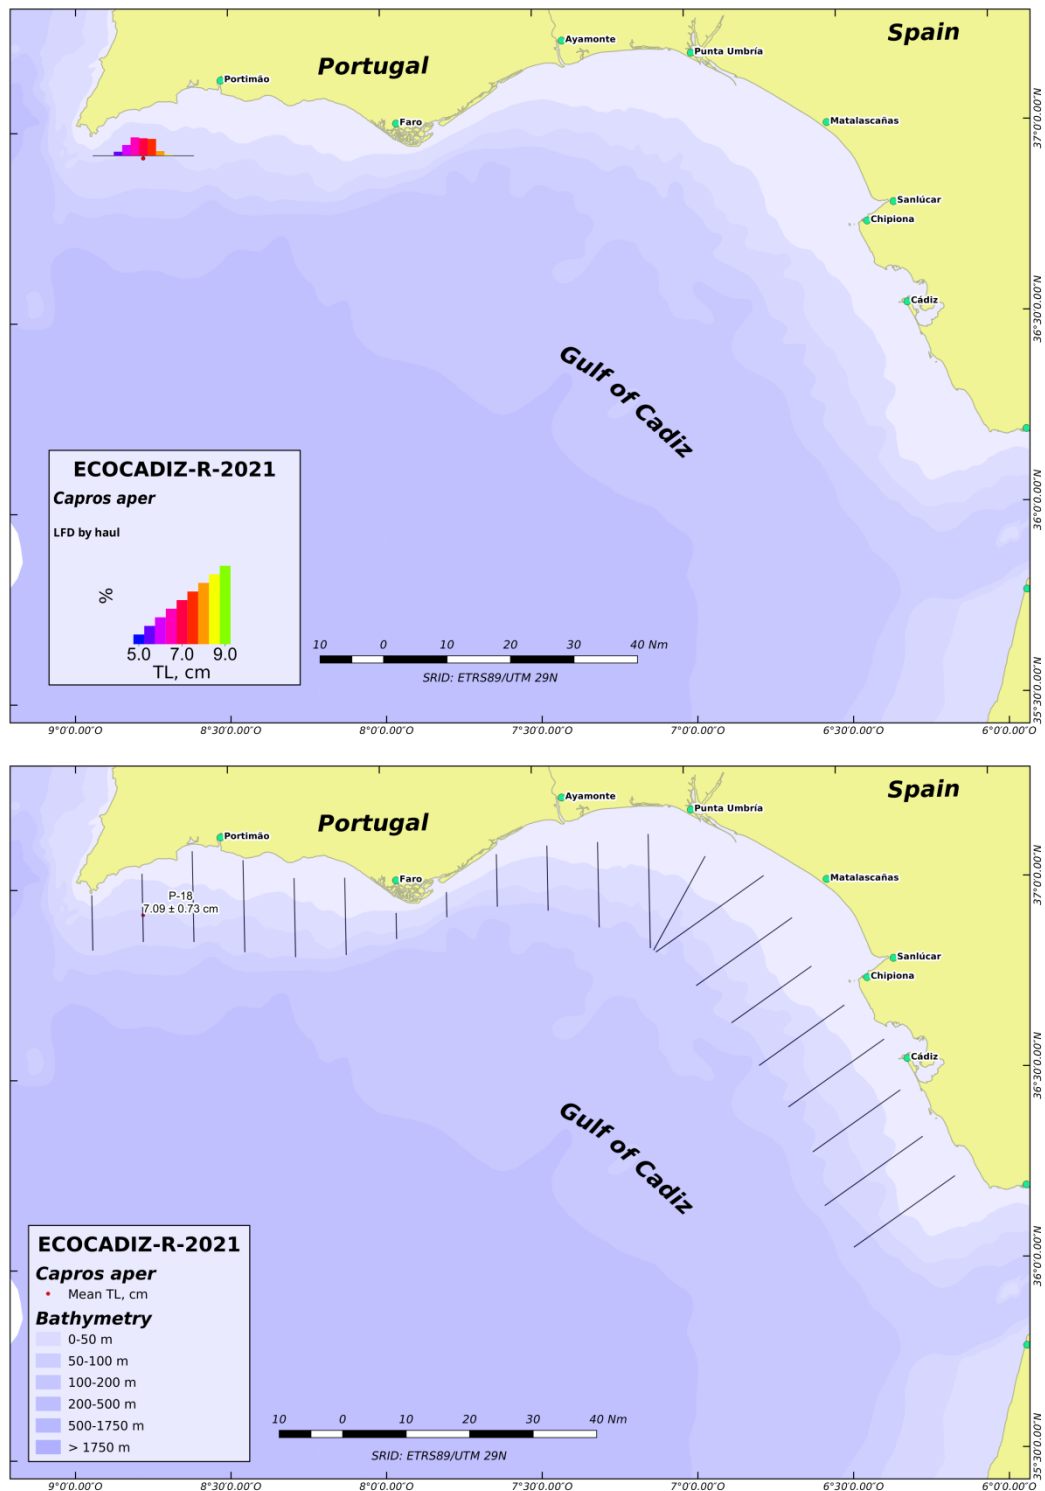 Spain
Portugal
Ayamonte
Punta Umbría
Portimão
Faro
Matalascañas
37°0'0.00"N
Sanlúcar
Chipiona
Cádiz
36°30'0.00"N
Gulf of Cadiz
ECOCADIZ-R-2021
Capros aper
LFD by haul
%
5.0 7.0 9.0
TL, cm
36°0'0.00"N
10 0 10 20 30 40 Nm
SRID: ETRS89/UTM 29N
35°30'0.00"N
9°0'0.00"O 8°30'0.00"O 8°0'0.00"O 7°30'0.00"O 7°0'0.00"O 6°30'0.00"O 6°0'0.00"O
Spain
Portugal
Ayamonte
Punta Umbría
Portimão
Faro
Matalascañas
37°0'0.00"N
P-18
7.09 ± 0.73 cm
Sanlúcar
Chipiona
Cádiz
36°30'0.00"N
Gulf of Cadiz
ECOCADIZ-R-2021
Capros aper
Mean TL, cm
Bathymetry
0-50 m
50-100 m
100-200 m
200-500 m
500-1750 m
> 1750 m
36°0'0.00"N
10 0 10 20 30 40 Nm
SRID: ETRS89/UTM 29N
35°30'0.00"N
9°0'0.00"O 8°30'0.00"O 8°0'0.00"O 7°30'0.00"O 7°0'0.00"O 6°30'0.00"O 6°0'0.00"O